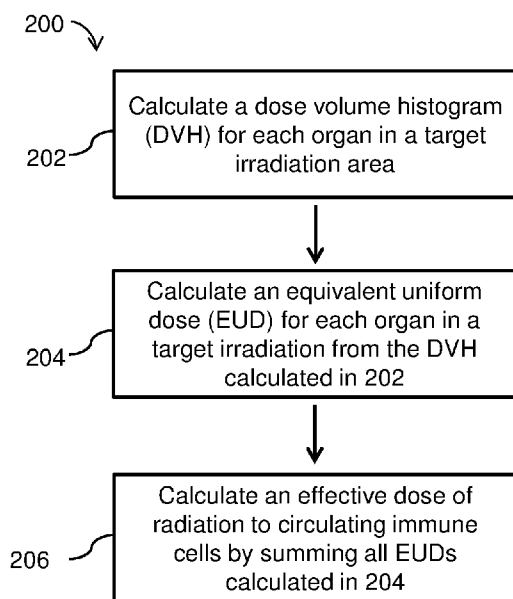 200
Calculate a dose volume histogram
(DVH) for each organ in a target
irradiation area
202
Calculate an equivalent uniform
dose (EUD) for each organ in a
target irradiation from the DVH
calculated in 202
204
Calculate an effective dose of
radiation to circulating immune
cells by summing all EUDs
calculated in 204
206